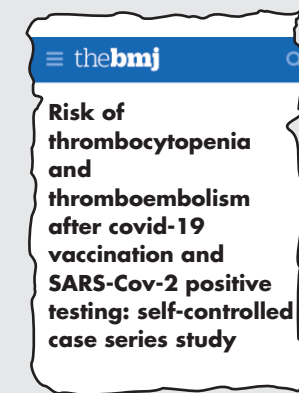 thebmj
Risk of
thrombocytopenia
and
thromboembolism
after covid-19
vaccination and
SARS-Cov-2 positive
testing: self-controlled
case series study